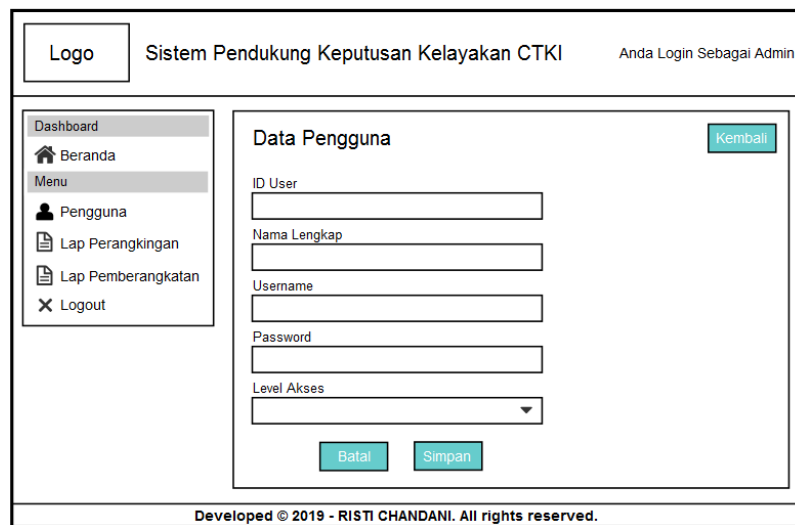 Logo
Sistem Pendukung Keputusan Kelayakan CTKI
Anda Login Sebagai Admin
Dashboard
Beranda
Menu
Pengguna
Lap Perangkingan
Lap Pemberangkatan
Logout
Data Pengguna
Kembali
ID User
Nama Lengkap
Username
Password
Level Akses
Batal
Simpan
Developed © 2019 - RISTI CHANDANI. All rights reserved.